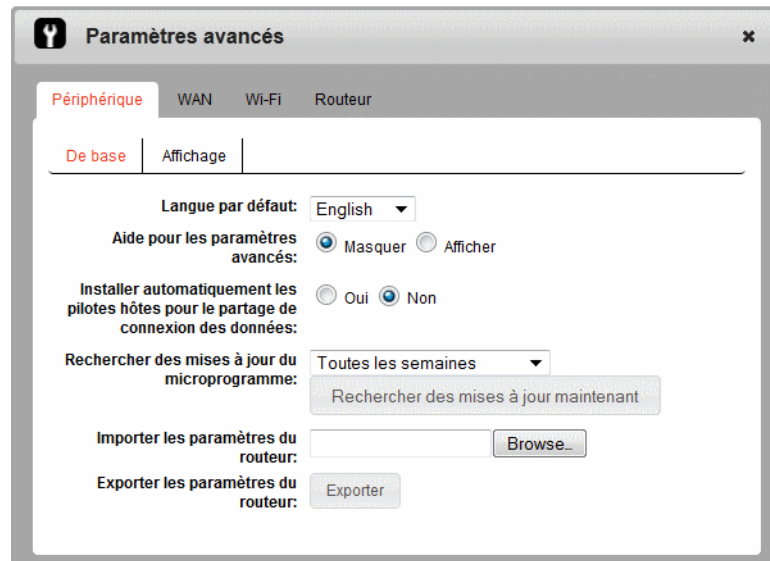 Paramètres avancés
Périphérique WAN Wi-Fi Routeur
De base Affichage
Langue par défaut: English
Aide pour les paramètres
avancés: Masquer Afficher
Installer automatiquement les
pilotes hôtes pour le partage de
connexion des données: Oui Non
Rechercher des mises à jour du
microprogramme: Toutes les semaines
Rechercher des mises à jour maintenant
Importer les paramètres du
routeur: Browse...
Exporter les paramètres du
routeur: Exporter